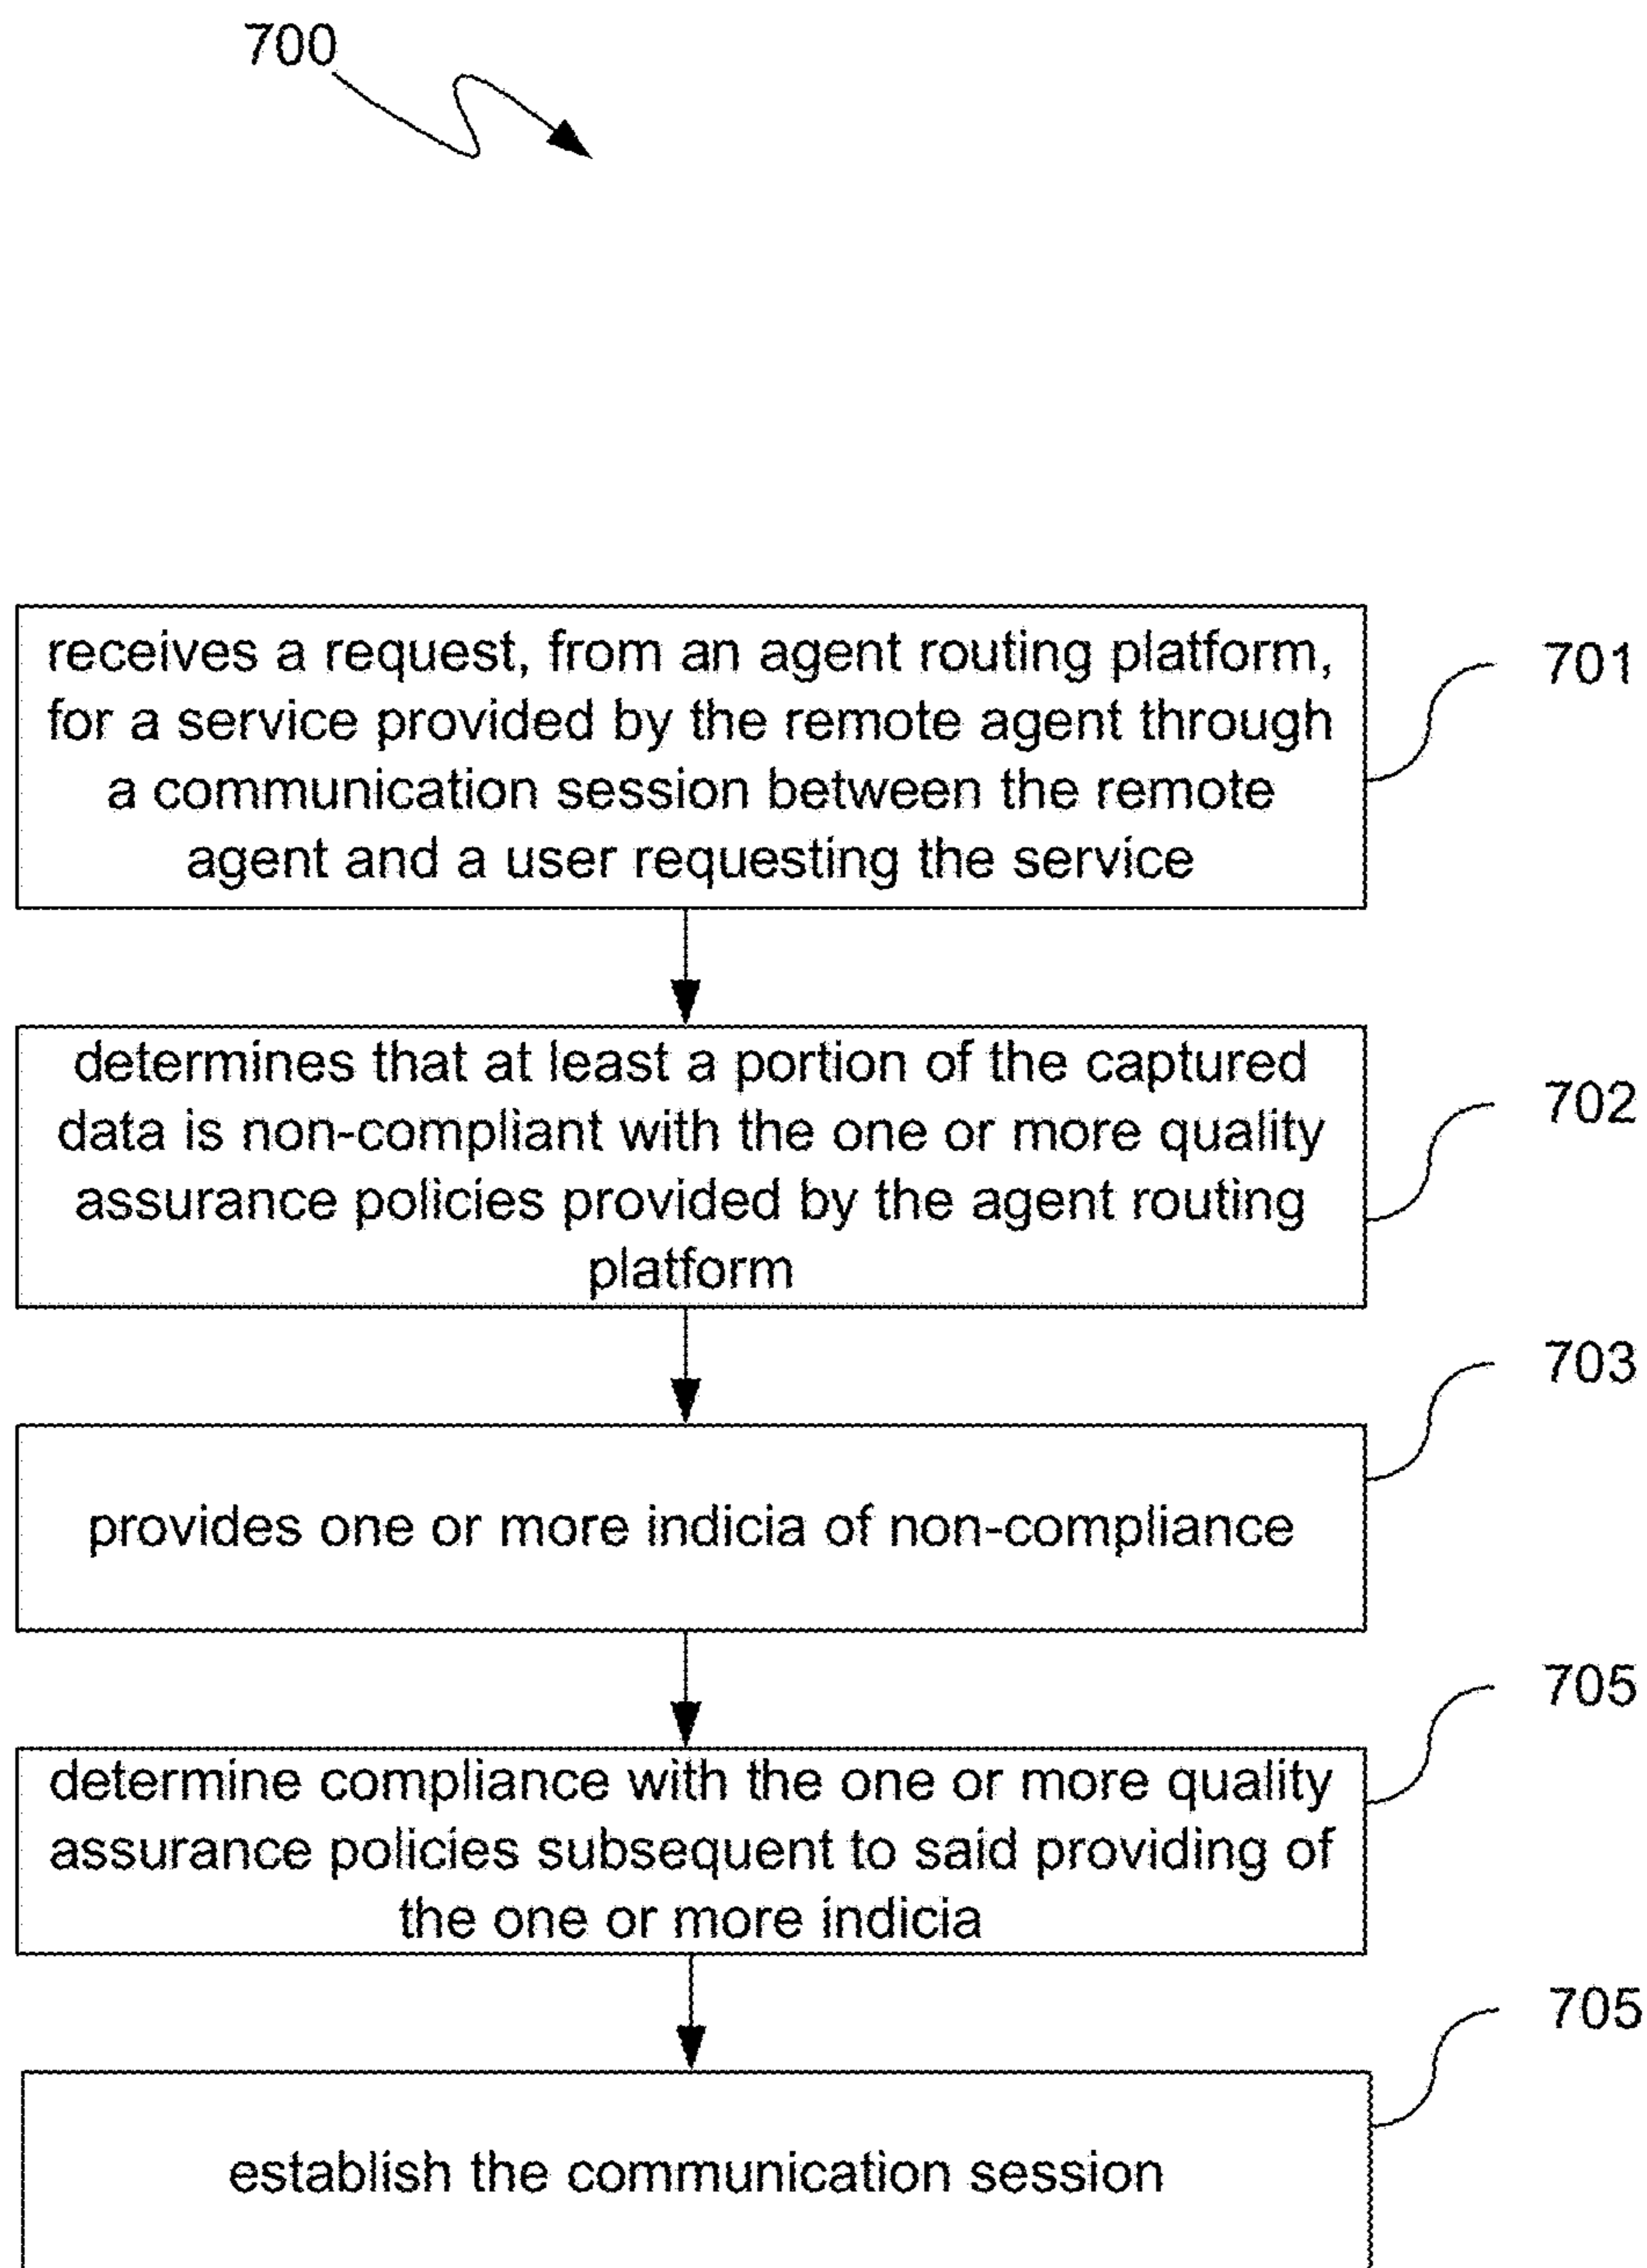 700
receives a request, from an agent routing platform,
for a service provided by the remote agent through
a communication session between the remote
agent and a user requesting the service
701
determines that at least a portion of the captured
data is non-compliant with the one or more quality
assurance policies provided by the agent routing
platform
702
provides one or more indicia of non-compliance
703
determine compliance with the one or more quality
assurance policies subsequent to said providing of
the one or more indicia
705
establish the communication session
705